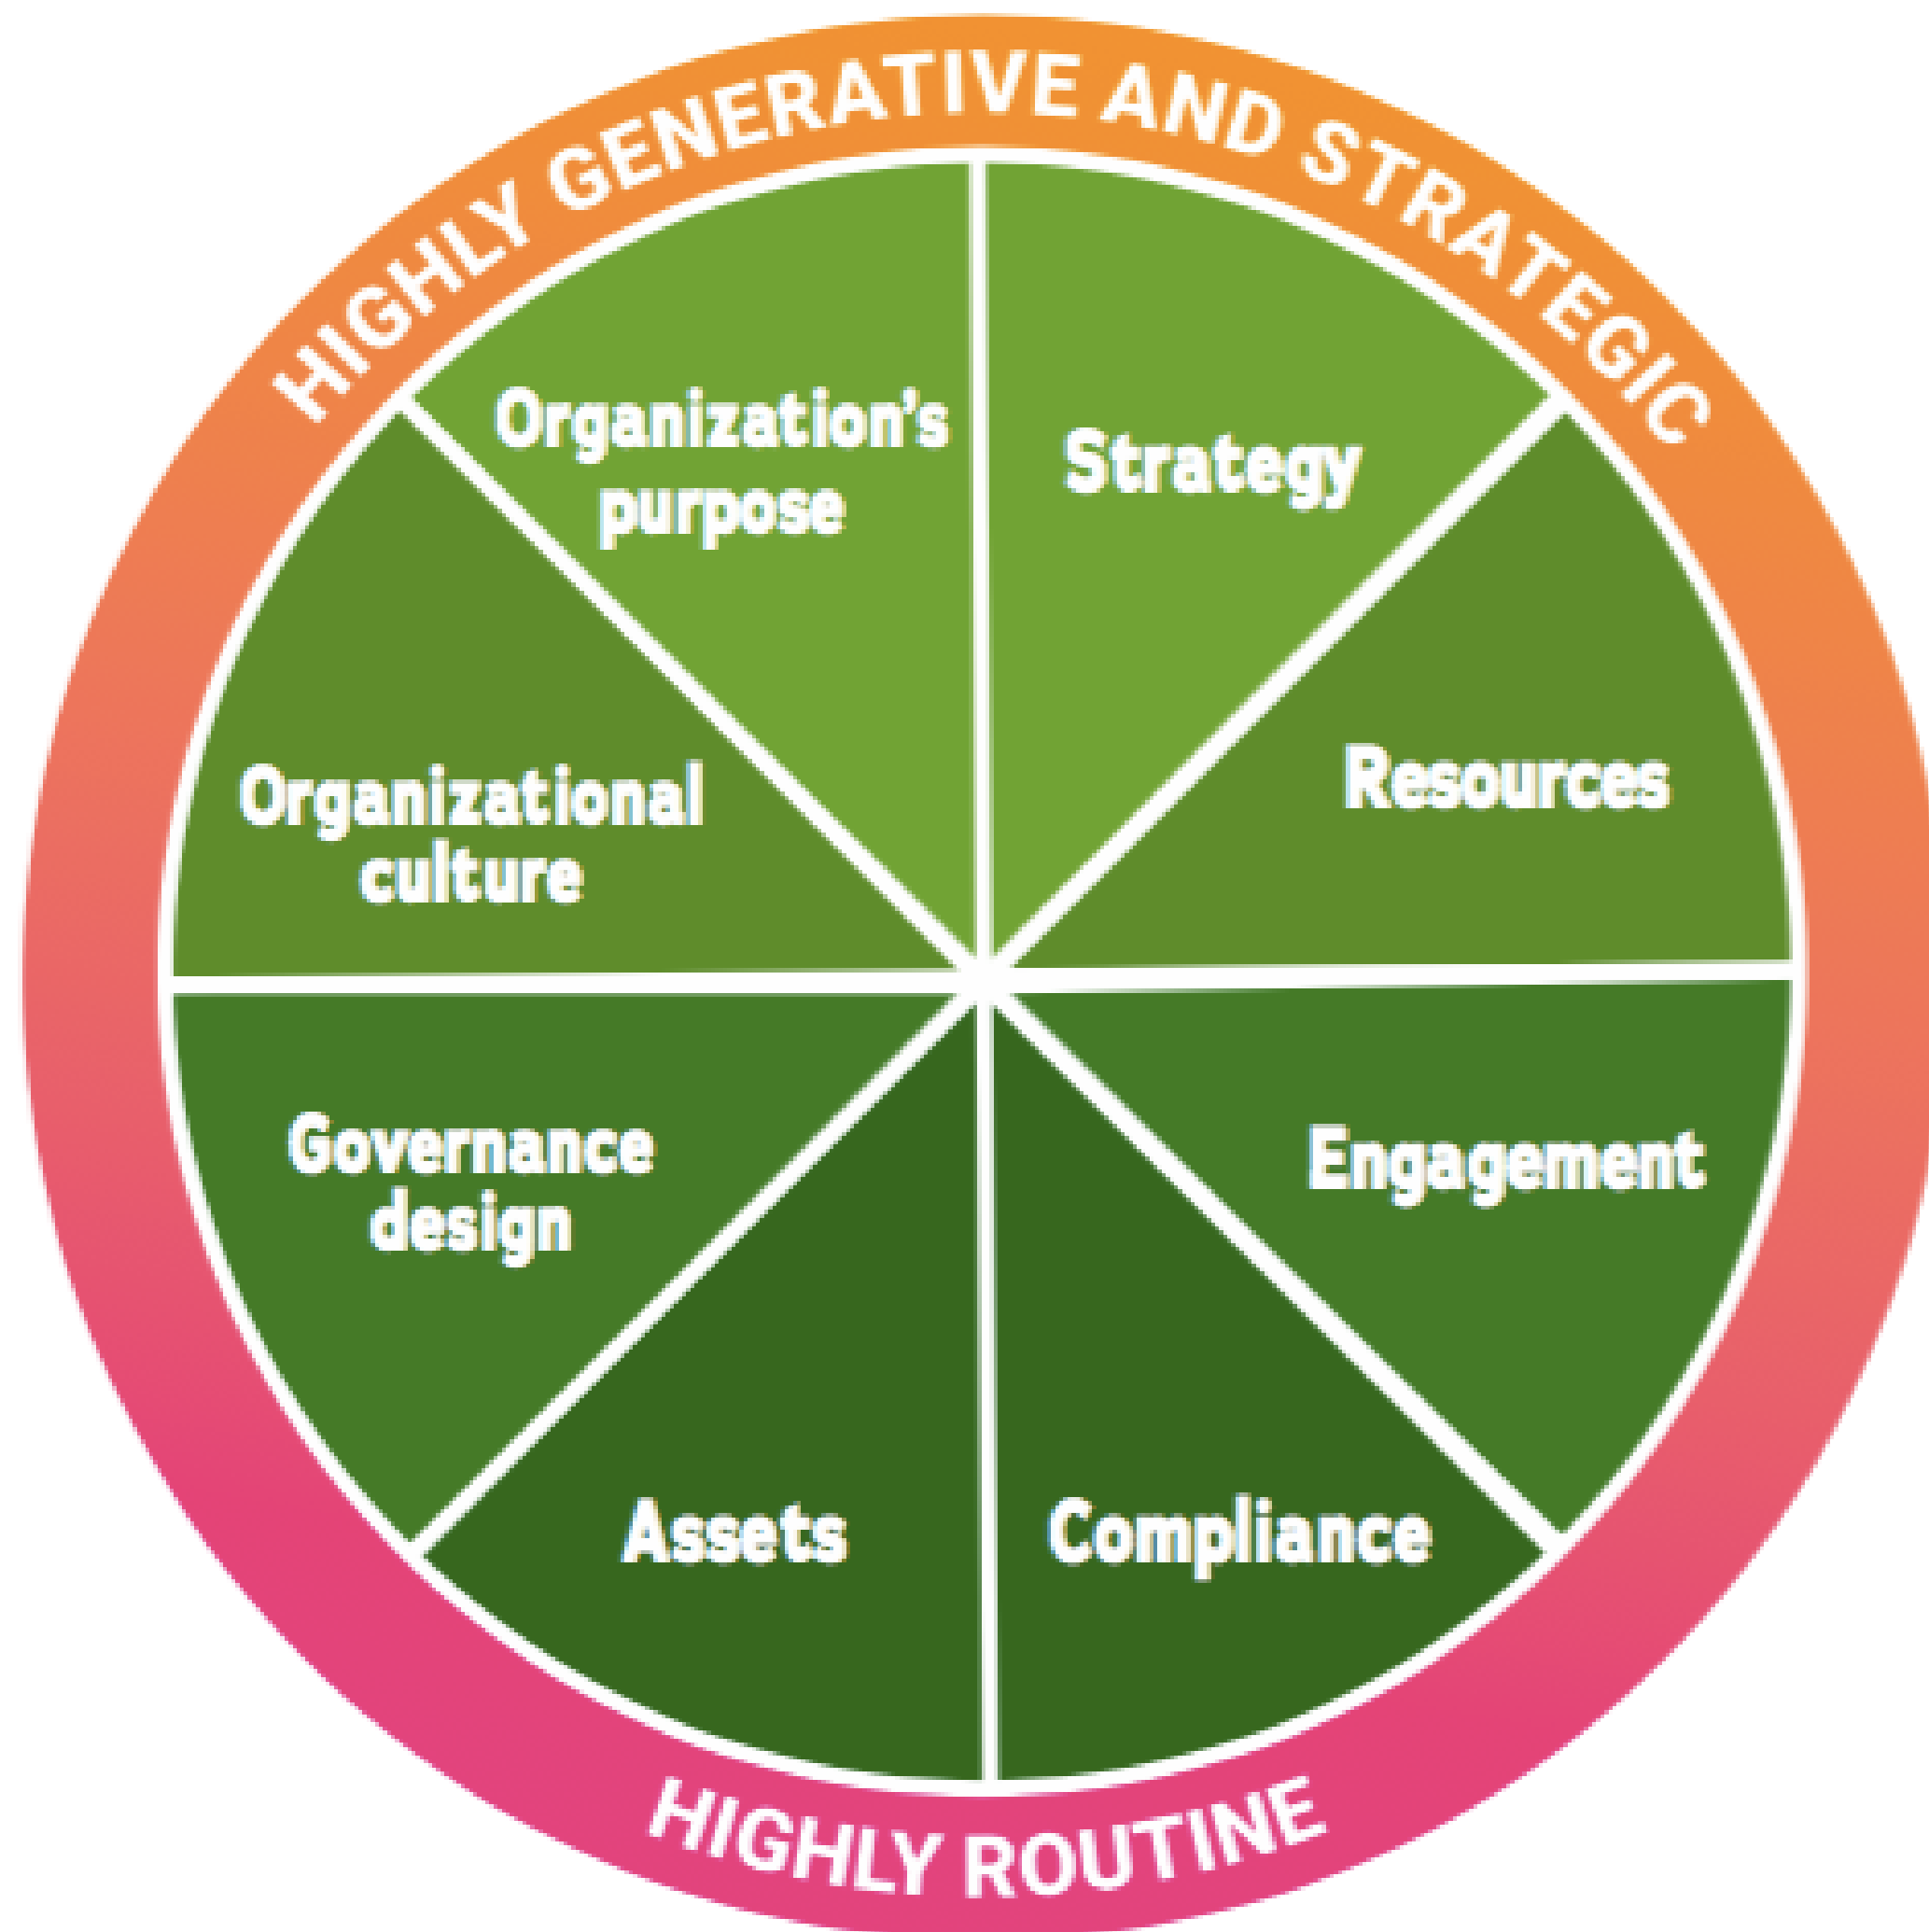 HIGHLY GENERATIVE AND STRATEGIC
Organization's
purpose
Strategy
Organizational
culture
Resources
Governance
design
Engagement
Assets
Compliance
HIGHLY ROUTINE